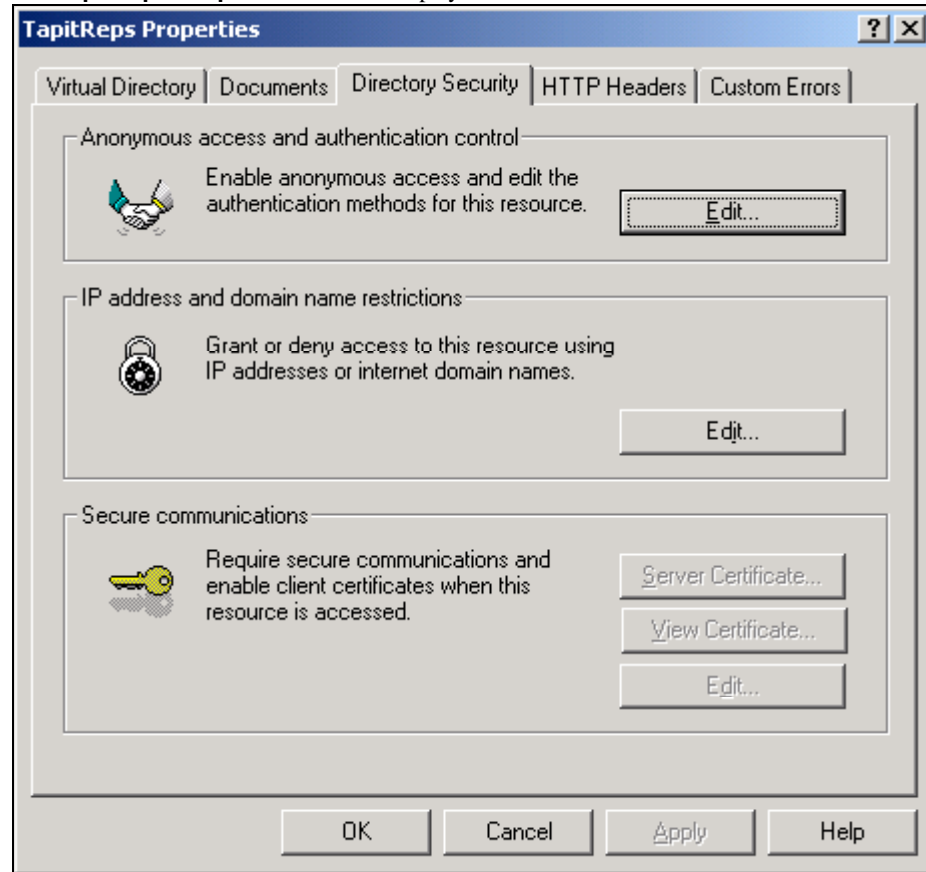 TapitReps Properties
Virtual Directory Documents Directory Security HTTP Headers Custom Errors
Anonymous access and authentication control
Enable anonymous access and edit the
authentication methods for this resource.
Edit...
IP address and domain name restrictions
Grant or deny access to this resource using
IP addresses or internet domain names.
Edit...
Secure communications
Require secure communications and
enable client certificates when this
resource is accessed.
Server Certificate...
View Certificate...
Edit...
OK Cancel Apply Help